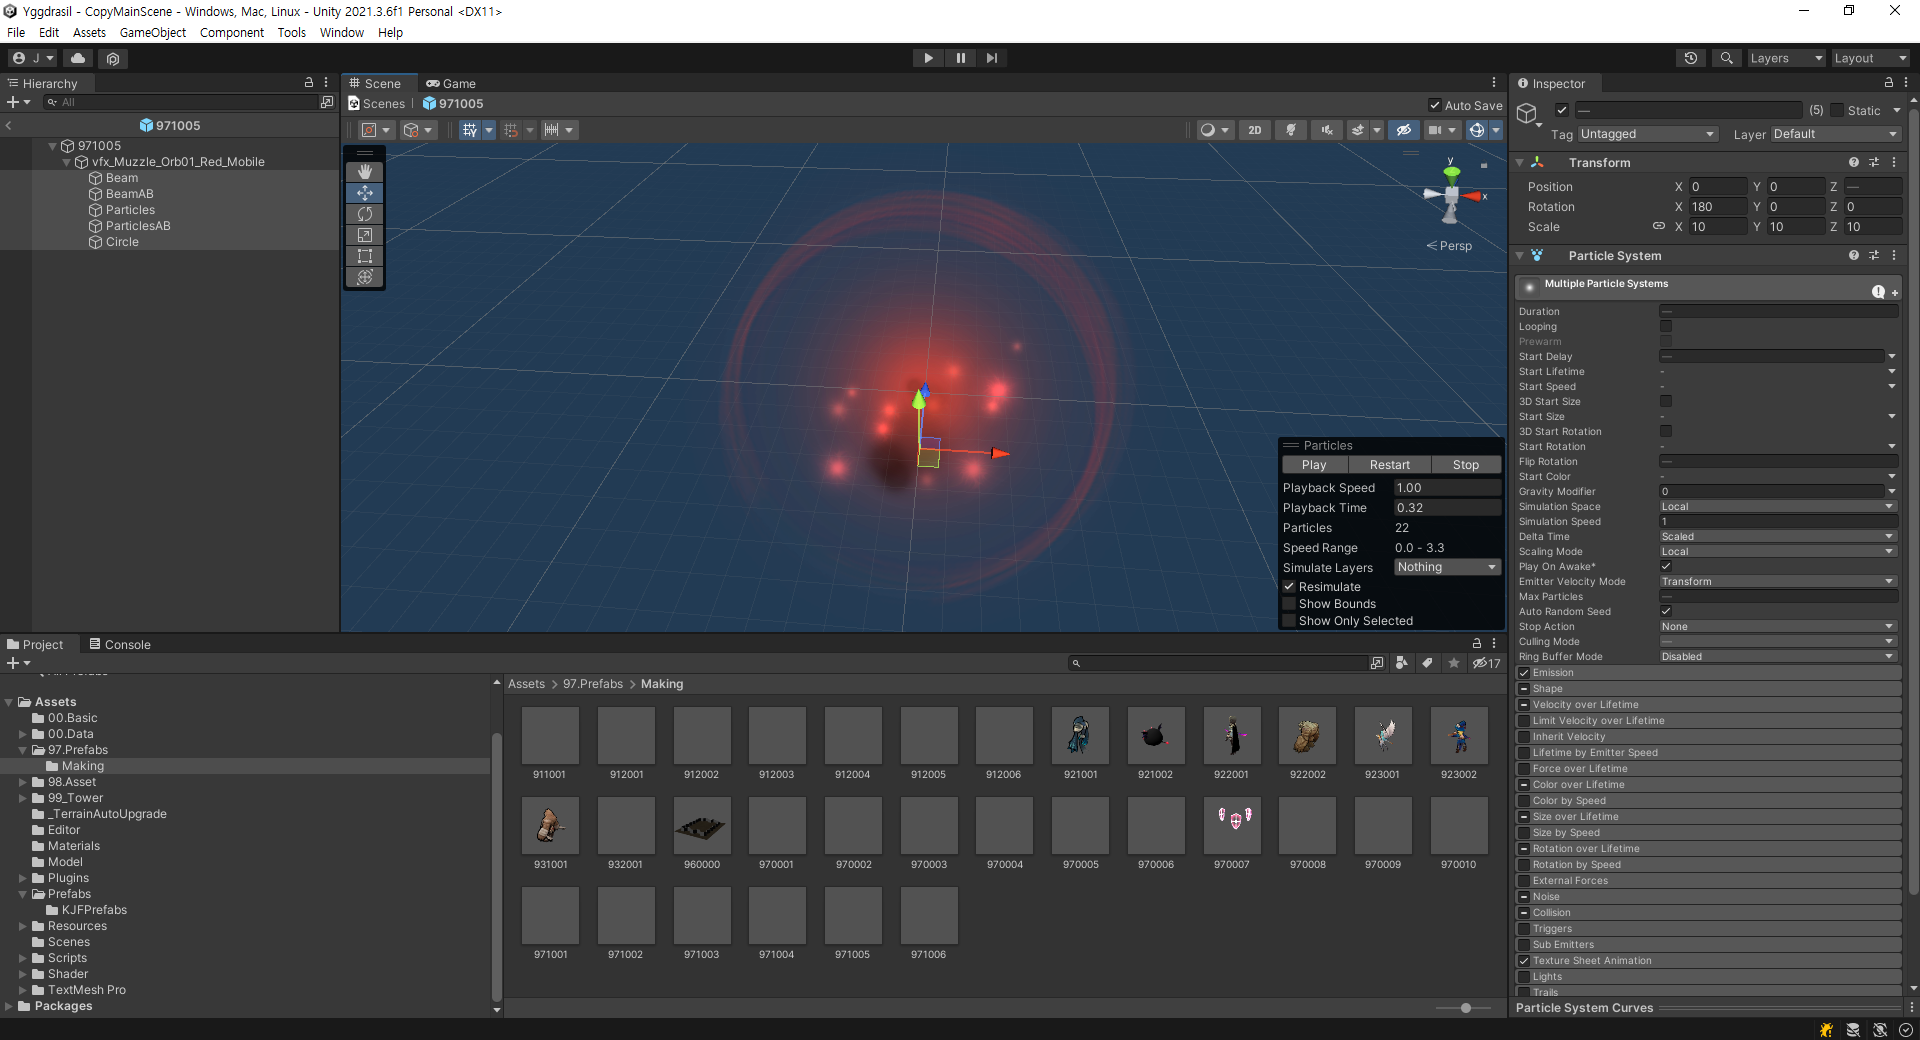 Yggdrasil - CopyMainScene - Windows, Mac, Linux - Unity 2021.3.6f1 Personal <DX11>
File Edit Assets GameObject Component Tools Window Help
J
Layers Layout
Hierarchy
All
971005
971005
vfx_Muzzle_Orb01_Red_Mobile
Beam
BeamAB
Particles
ParticlesAB
Circle
Scene Game
Scenes 971005 Auto Save
2D
y
x
Persp
Particles
Play Restart Stop
Playback Speed 1.00
Playback Time 0.32
Particles 22
Speed Range 0.0 - 3.3
Simulate Layers Nothing
Resimulate
Show Bounds
Show Only Selected
Inspector
— (5) Static
Tag Untagged Layer Default
Transform
Position X 0 Y 0 Z —
Rotation X 180 Y 0 Z 0
Scale X 10 Y 10 Z 10
Particle System
Multiple Particle Systems
Duration —
Looping
Prewarm
Start Delay —
Start Lifetime -
Start Speed -
3D Start Size
Start Size -
3D Start Rotation
Start Rotation -
Flip Rotation —
Start Color -
Gravity Modifier 0
Simulation Space Local
Simulation Speed 1
Delta Time Scaled
Scaling Mode Local
Play On Awake*
Emitter Velocity Mode Transform
Max Particles —
Auto Random Seed
Stop Action None
Culling Mode —
Ring Buffer Mode Disabled
Emission
Shape
Velocity over Lifetime
Limit Velocity over Lifetime
Inherit Velocity
Lifetime by Emitter Speed
Force over Lifetime
Color over Lifetime
Color by Speed
Size over Lifetime
Size by Speed
Rotation over Lifetime
Rotation by Speed
External Forces
Noise
Collision
Triggers
Sub Emitters
Texture Sheet Animation
Lights
Trails
Particle System Curves
Project Console
17
Assets
00.Basic
00.Data
97.Prefabs
Making
98.Asset
99_Tower
_TerrainAutoUpgrade
Editor
Materials
Model
Plugins
Prefabs
KJFPrefabs
Resources
Scenes
Scripts
Shader
TextMesh Pro
Packages
Assets > 97.Prefabs > Making
911001 912001 912002 912003 912004 912005 912006 921001 921002 922001 922002 923001 923002
931001 932001 960000 970001 970002 970003 970004 970005 970006 970007 970008 970009 970010
971001 971002 971003 971004 971005 971006